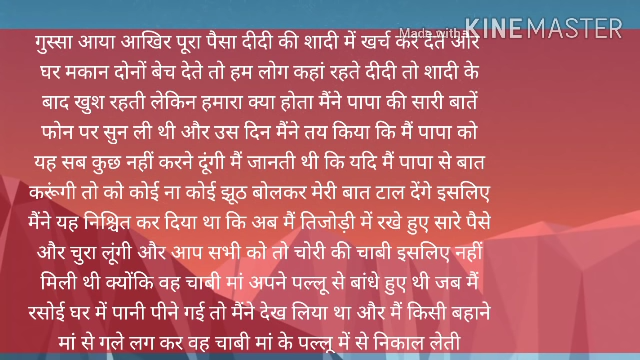 Made with KINEMASTER
गुस्सा आया आखिर पूरा पैसा दीदी की शादी में खर्च कर देते और
घर मकान दोनों बेच देते तो हम लोग कहां रहते दीदी तो शादी के
बाद खुश रहती लेकिन हमारा क्या होता मैंने पापा की सारी बातें
फोन पर सुन ली थी और उस दिन मैंने तय किया कि मैं पापा को
यह सब कुछ नहीं करने दूंगी मैं जानती थी कि यदि मैं पापा से बात
करूंगी तो को कोई ना कोई झूठ बोलकर मेरी बात टाल देंगे इसलिए
मैंने यह निश्चित कर दिया था कि अब मैं तिजोड़ी में रखे हुए सारे पैसे
और चुरा लूंगी और आप सभी को तो चोरी की चाबी इसलिए नहीं
मिली थी क्योंकि वह चाबी मां अपने पल्लू से बांधे हुए थी जब मैं
रसोई घर में पानी पीने गई तो मैंने देख लिया था और मैं किसी बहाने
मां से गले लग कर वह चाबी मां के पल्लू में से निकाल लेती